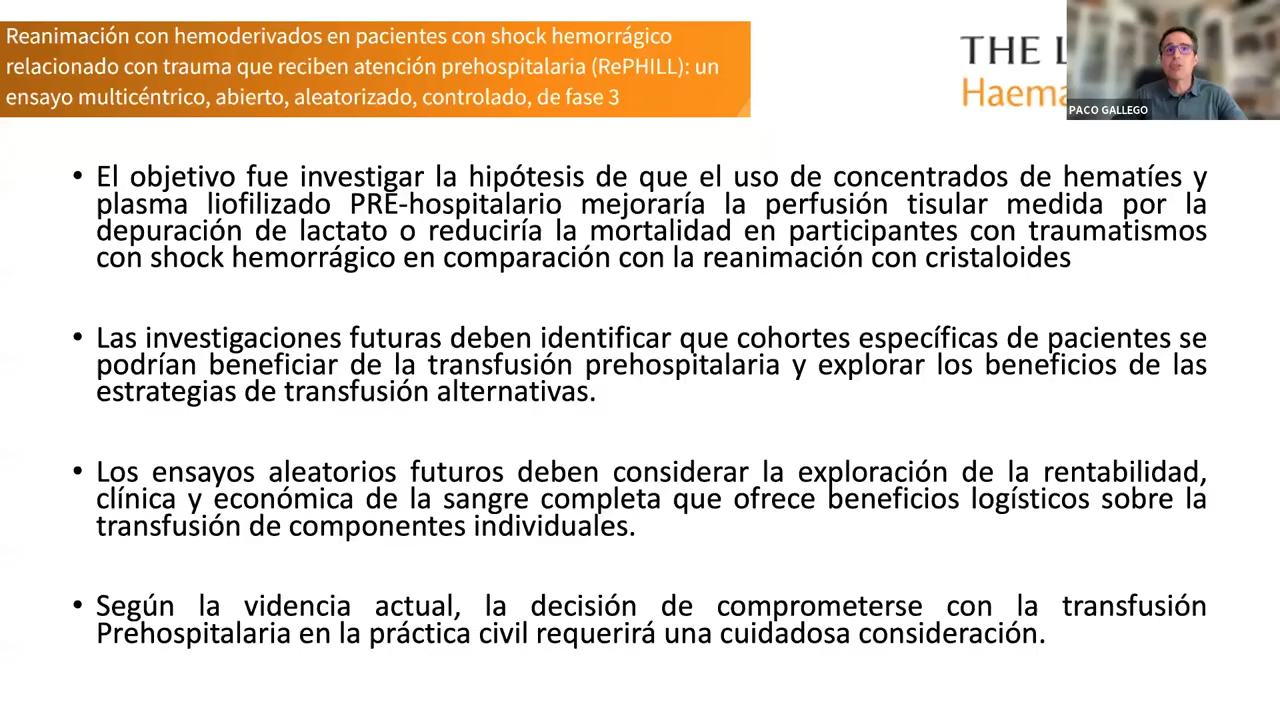 Reanimación con hemoderivados en pacientes con shock hemorrágico
relacionado con trauma que reciben atención prehospitalaria (RePHILL): un
ensayo multicéntrico, abierto, aleatorizado, controlado, de fase 3
THE L
Haema
PACO GALLEGO
• El objetivo fue investigar la hipótesis de que el uso de concentrados de hematíes y
plasma liofilizado PRE-hospitalario mejoraría la perfusión tisular medida por la
depuración de lactato o reduciría la mortalidad en participantes con traumatismos
con shock hemorrágico en comparación con la reanimación con cristaloides
• Las investigaciones futuras deben identificar que cohortes específicas de pacientes se
podrían beneficiar de la transfusión prehospitalaria y explorar los beneficios de las
estrategias de transfusión alternativas.
• Los ensayos aleatorios futuros deben considerar la exploración de la rentabilidad,
clínica y económica de la sangre completa que ofrece beneficios logísticos sobre la
transfusión de componentes individuales.
• Según la videncia actual, la decisión de comprometerse con la transfusión
Prehospitalaria en la práctica civil requerirá una cuidadosa consideración.